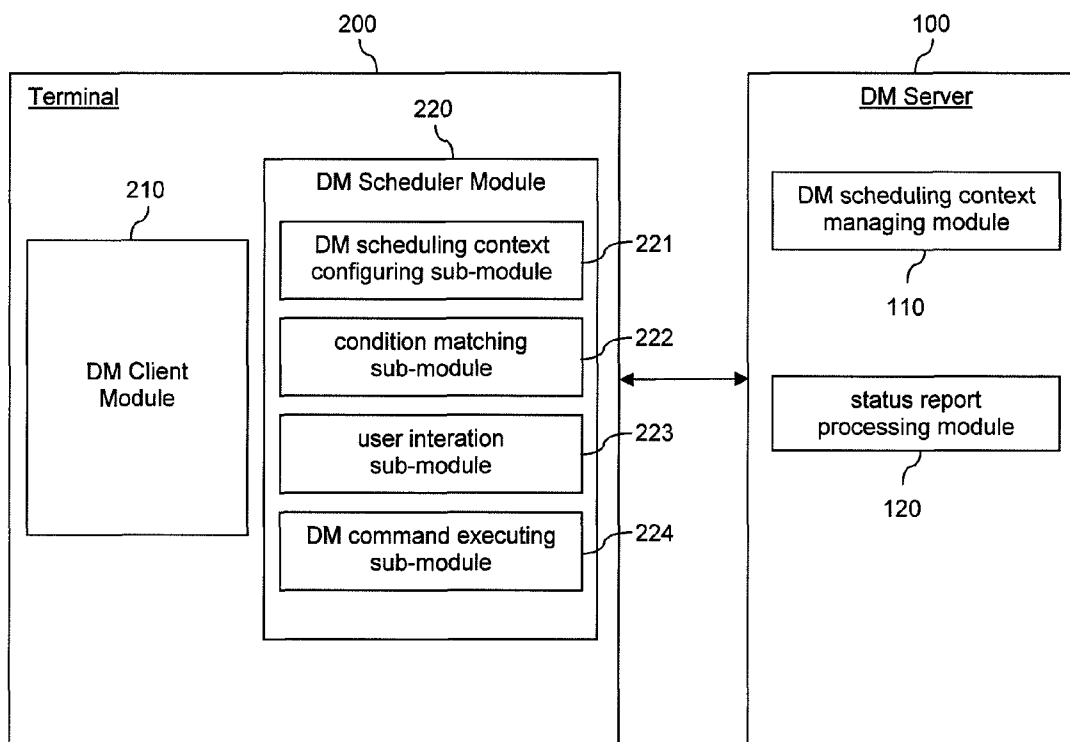 200
100
Terminal
DM Server
220
210
DM Scheduler Module
DM Client
Module
DM scheduling context
configuring sub-module
221
condition matching
sub-module
222
user interation
sub-module
223
DM command executing
sub-module
224
DM scheduling context
managing module
110
status report
processing module
120